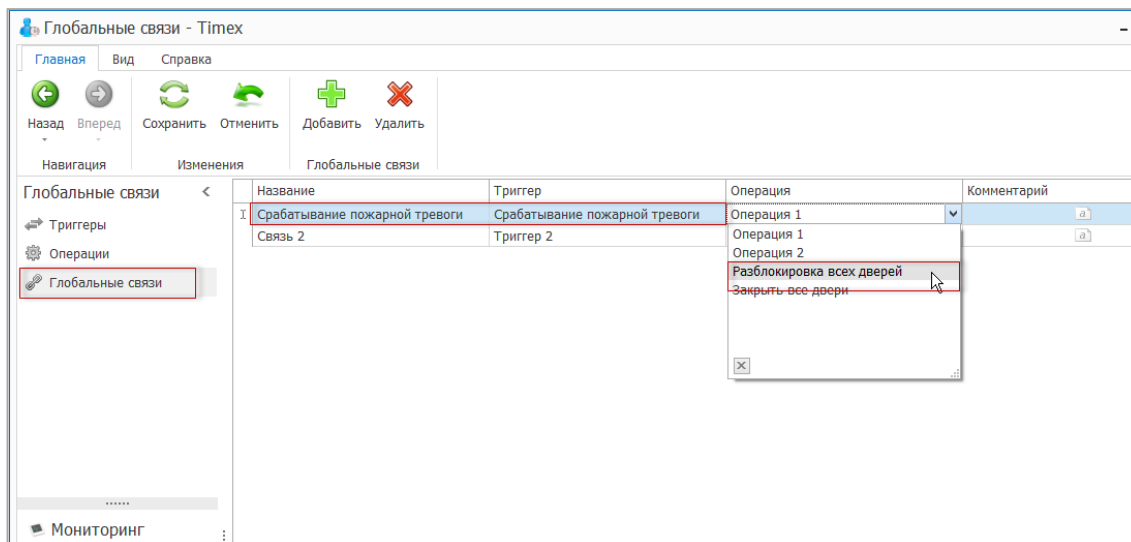 Глобальные связи - Timex
Главная Вид Справка
Назад Вперед Сохранить Отменить Добавить Удалить
Навигация Изменения Глобальные связи
Глобальные связи <
Название Триггер Операция Комментарий
Срабатывание пожарной тревоги Срабатывание пожарной тревоги Операция 1
Триггеры
Связь 2 Триггер 2
Операция 1
Операции
Операция 2
Разблокировка всех дверей
Глобальные связи
Закрыть все двери
Мониторинг